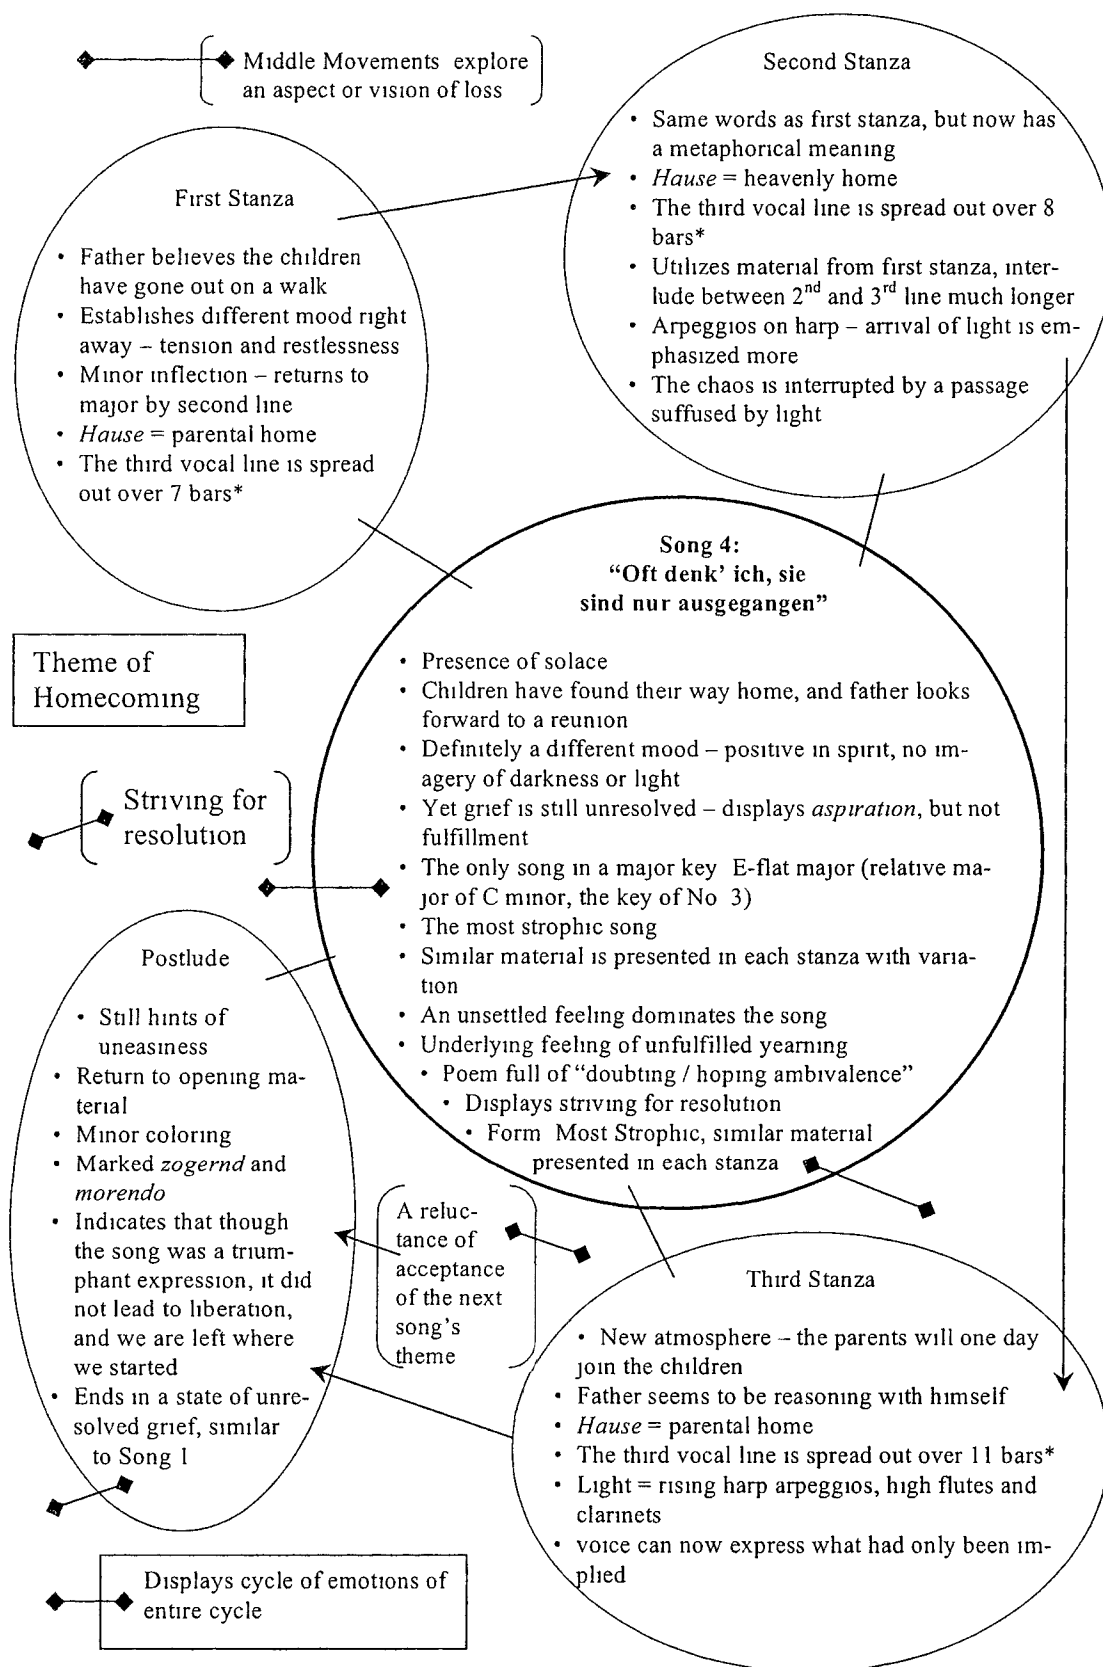 Middle Movements explore
an aspect or vision of loss
First Stanza
• Father believes the children
have gone out on a walk
• Establishes different mood right
away – tension and restlessness
• Minor inflection – returns to
major by second line
• Hause = parental home
• The third vocal line is spread
out over 7 bars*
Second Stanza
• Same words as first stanza, but now has
a metaphorical meaning
• Hause = heavenly home
• The third vocal line is spread out over 8
bars*
• Utilizes material from first stanza, inter-
lude between 2nd and 3rd line much longer
• Arpeggios on harp – arrival of light is em-
phasized more
• The chaos is interrupted by a passage
suffused by light
Song 4:
“Oft denk’ ich, sie
sind nur ausgegangen”
• Presence of solace
• Children have found their way home, and father looks
forward to a reunion
• Definitely a different mood – positive in spirit, no im-
agery of darkness or light
• Yet grief is still unresolved – displays aspiration, but not
fulfillment
• The only song in a major key E-flat major (relative ma-
jor of C minor, the key of No 3)
• The most strophic song
• Similar material is presented in each stanza with varia-
tion
• An unsettled feeling dominates the song
• Underlying feeling of unfulfilled yearning
• Poem full of “doubting / hoping ambivalence”
• Displays striving for resolution
• Form Most Strophic, similar material
presented in each stanza
Theme of
Homecoming
Striving for
resolution
Postlude
• Still hints of
uneasiness
• Return to opening ma-
terial
• Minor coloring
• Marked zogernd and
morendo
• Indicates that though
the song was a trium-
phant expression, it did
not lead to liberation,
and we are left where
we started
• Ends in a state of unre-
solved grief, similar
to Song 1
A reluc-
tance of
acceptance
of the next
song’s
theme
Third Stanza
• New atmosphere – the parents will one day
join the children
• Father seems to be reasoning with himself
• Hause = parental home
• The third vocal line is spread out over 11 bars*
• Light = rising harp arpeggios, high flutes and
clarinets
• voice can now express what had only been im-
plied
Displays cycle of emotions of
entire cycle